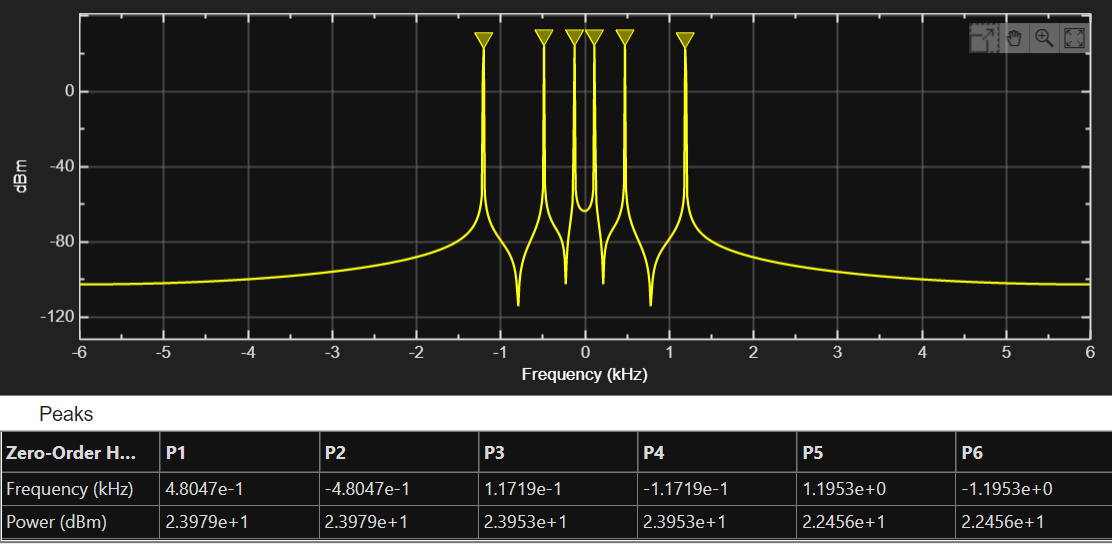 0
-40
dBm
-80
-120
-6 -5 -4 -3 -2 -1 0 1 2 3 4 5 6
Frequency (kHz)
Peaks
Zero-Order H... P1 P2 P3 P4 P5 P6
Frequency (kHz) 4.8047e-1 -4.8047e-1 1.1719e-1 -1.1719e-1 1.1953e+0 -1.1953e+0
Power (dBm) 2.3979e+1 2.3979e+1 2.3953e+1 2.3953e+1 2.2456e+1 2.2456e+1